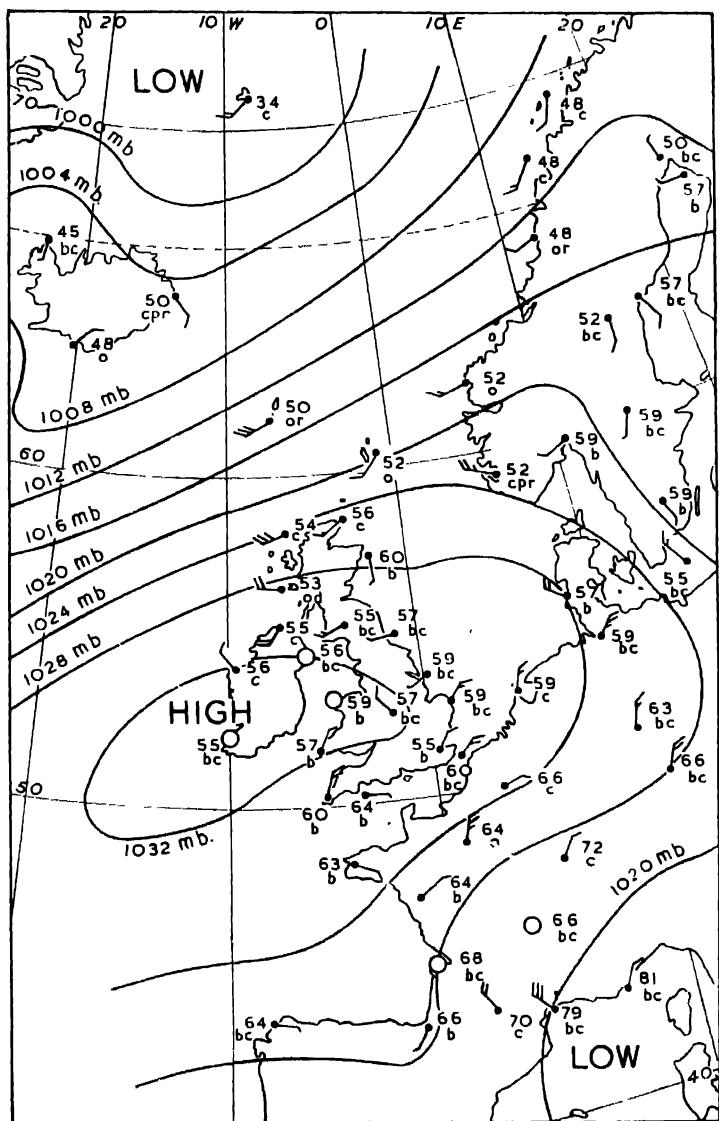 20
10 W
0
10 E
20
LOW
70
1000 mb
34
c
48
c
1004 mb.
48
c
50
bc
57
b
45
bc
48
or
50
cpr
57
bc
52
bc
48
o
1008 mb
52
o
50
or
59
bc
59
b
60
1012 mb
52
o
52
cpr
59
b
1016 mb
54
c
56
c
1020 mb
60
b
55
bc
1024 mb
53
od
57
b
1028 mb
55
55
bc
57
bc
59
bc
56
c
56
bc
59
bc
59
b
57
bc
59
bc
59
c
HIGH
55
bc
63
bc
57
b
55
b
60
bc
66
bc
50
66
c
60
b
64
b
1032 mb.
64
72
c
1020 mb
63
b
64
b
66
bc
68
bc
81
bc
64
bc
66
b
70
c
79
bc
LOW
40